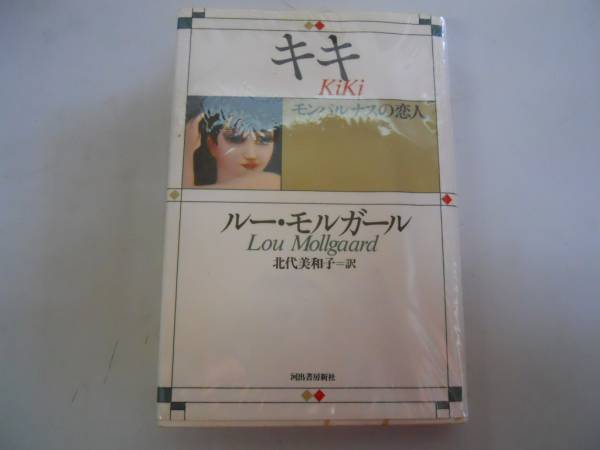 キキ
KiKi
モンパルナスの恋人
ルー・モルガール
Lou Mollgaard
北代美和子＝訳
河出書房新社